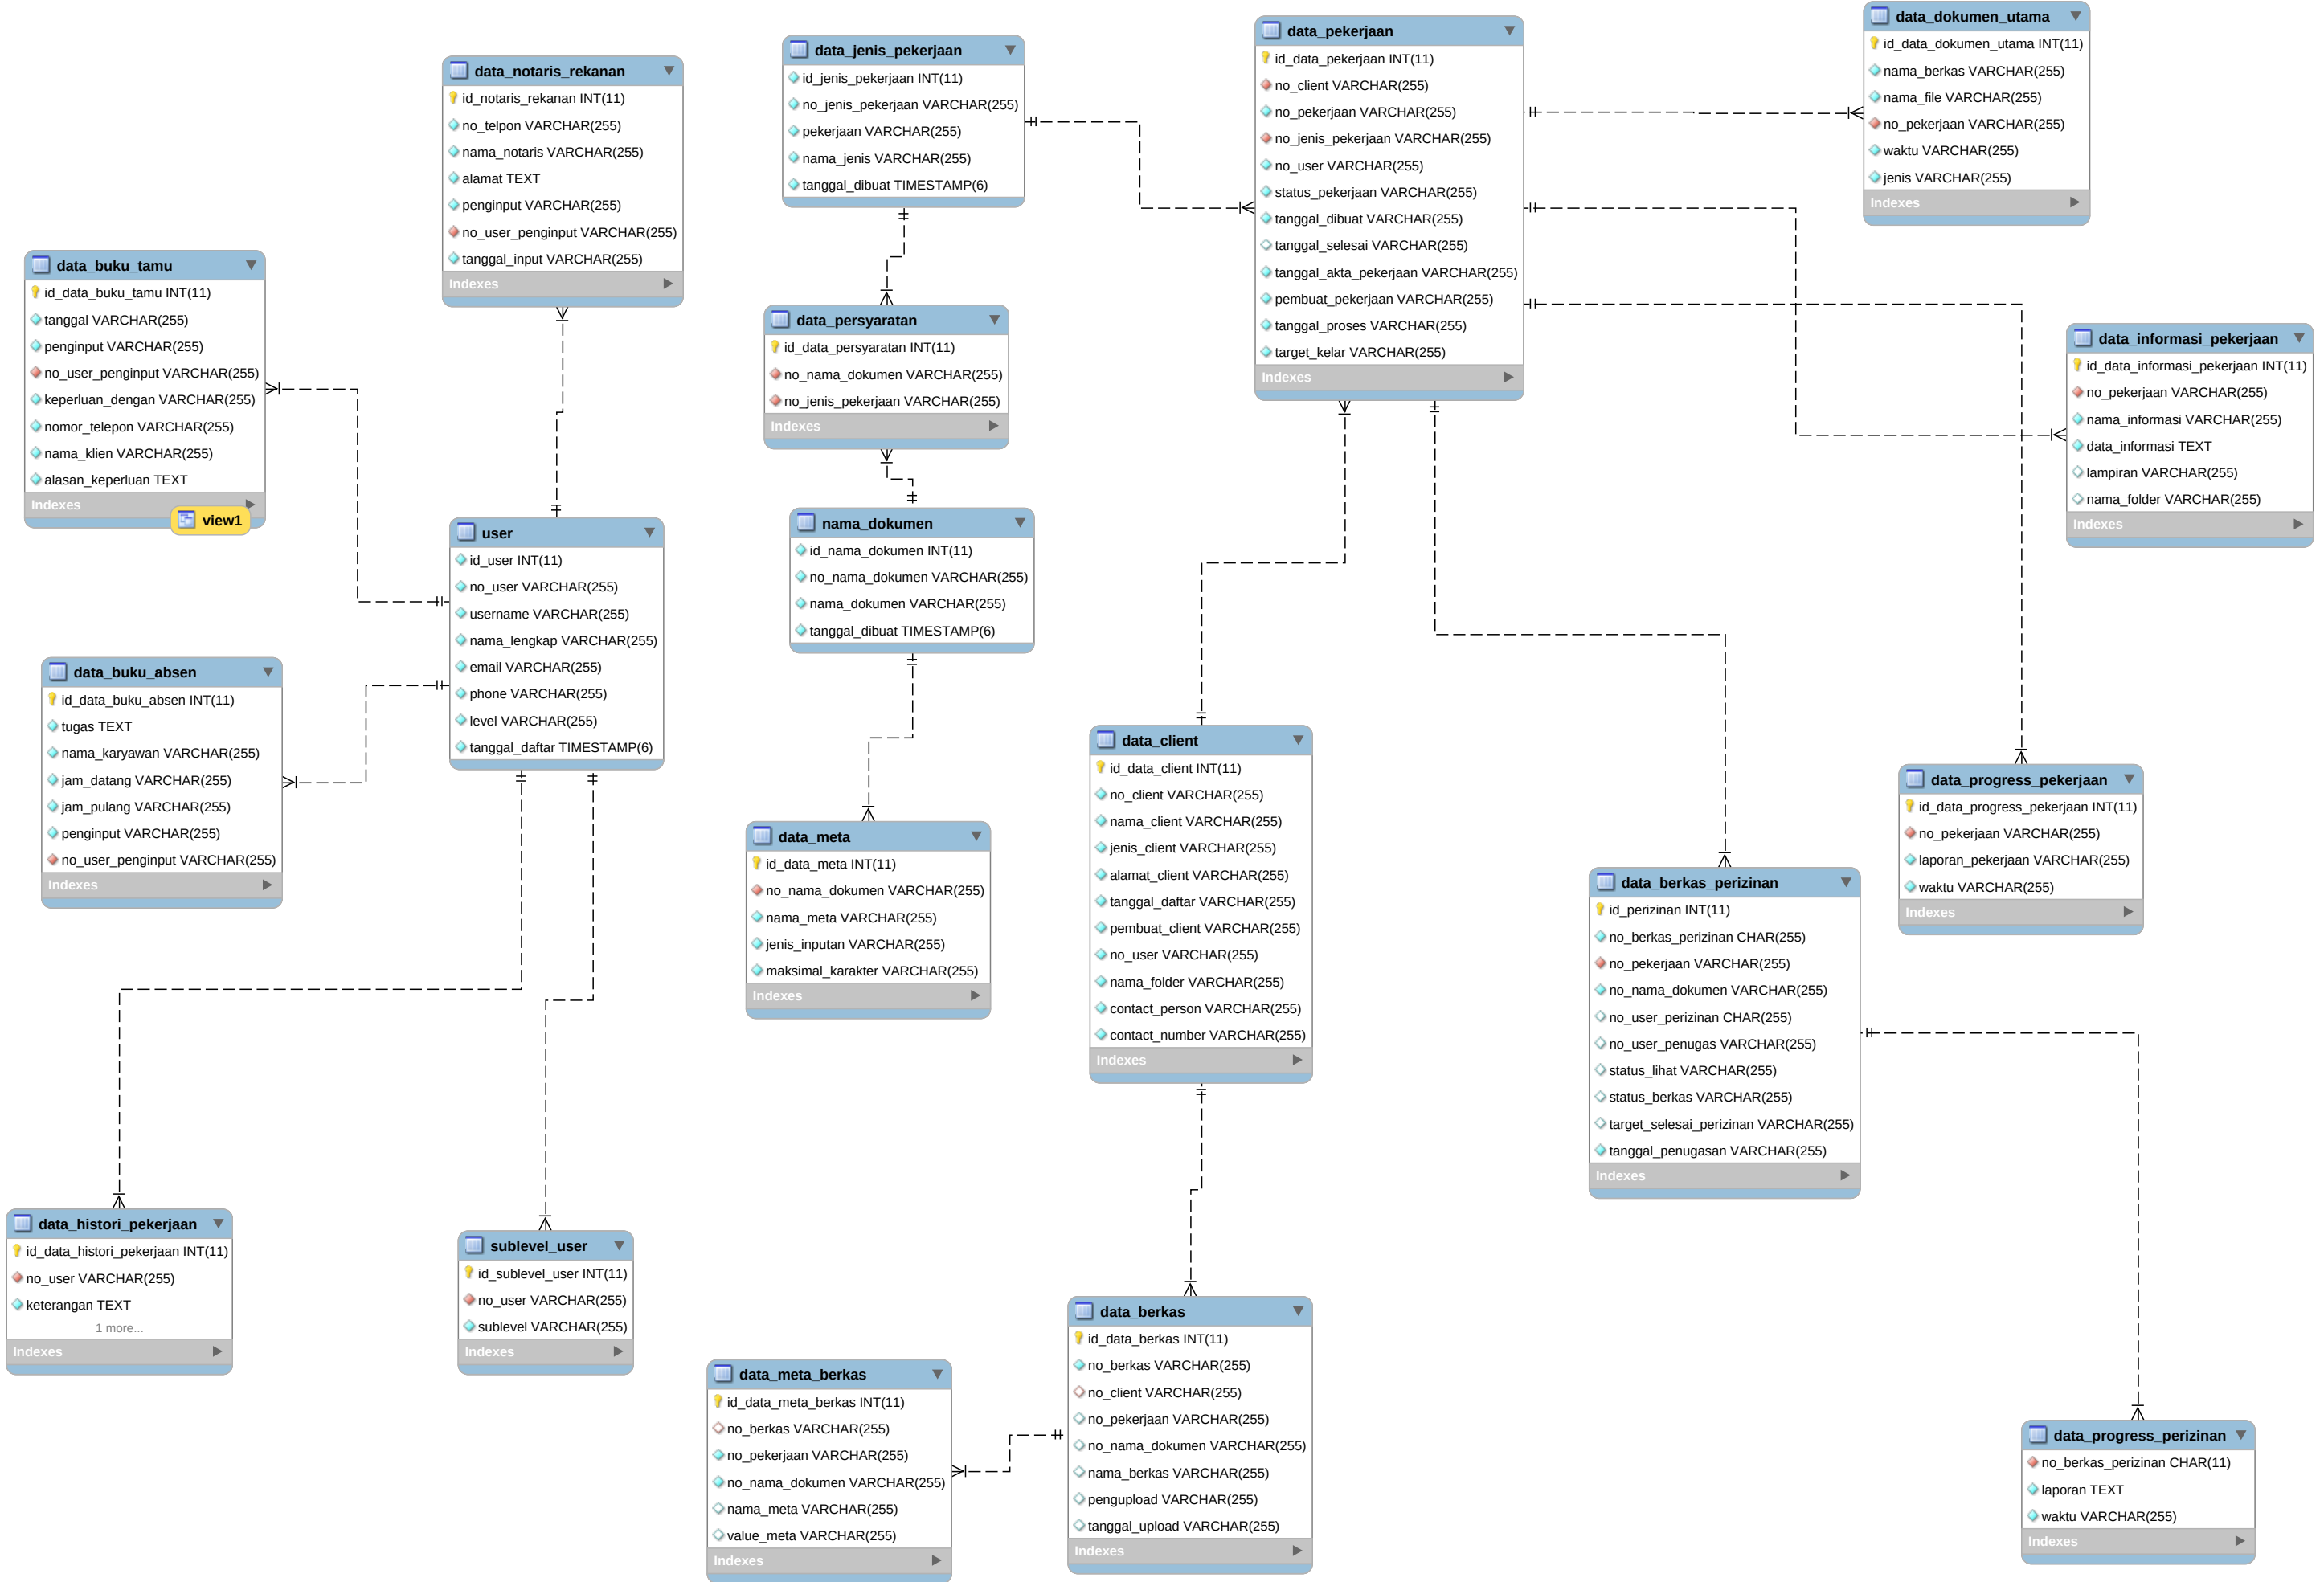 data_notaris_rekanan
id_notaris_rekanan INT(11)
no_telpon VARCHAR(255)
nama_notaris VARCHAR(255)
alamat TEXT
penginput VARCHAR(255)
no_user_penginput VARCHAR(255)
tanggal_input VARCHAR(255)
Indexes
data_jenis_pekerjaan
id_jenis_pekerjaan INT(11)
no_jenis_pekerjaan VARCHAR(255)
pekerjaan VARCHAR(255)
nama_jenis VARCHAR(255)
tanggal_dibuat TIMESTAMP(6)
data_pekerjaan
id_data_pekerjaan INT(11)
no_client VARCHAR(255)
no_pekerjaan VARCHAR(255)
no_jenis_pekerjaan VARCHAR(255)
no_user VARCHAR(255)
status_pekerjaan VARCHAR(255)
tanggal_dibuat VARCHAR(255)
tanggal_selesai VARCHAR(255)
tanggal_akta_pekerjaan VARCHAR(255)
pembuat_pekerjaan VARCHAR(255)
tanggal_proses VARCHAR(255)
target_kelar VARCHAR(255)
Indexes
data_dokumen_utama
id_data_dokumen_utama INT(11)
nama_berkas VARCHAR(255)
nama_file VARCHAR(255)
no_pekerjaan VARCHAR(255)
waktu VARCHAR(255)
jenis VARCHAR(255)
Indexes
data_buku_tamu
id_data_buku_tamu INT(11)
tanggal VARCHAR(255)
penginput VARCHAR(255)
no_user_penginput VARCHAR(255)
keperluan_dengan VARCHAR(255)
nomor_telepon VARCHAR(255)
nama_klien VARCHAR(255)
alasan_keperluan TEXT
Indexes
view1
data_persyaratan
id_data_persyaratan INT(11)
no_nama_dokumen VARCHAR(255)
no_jenis_pekerjaan VARCHAR(255)
Indexes
data_informasi_pekerjaan
id_data_informasi_pekerjaan INT(11)
no_pekerjaan VARCHAR(255)
nama_informasi VARCHAR(255)
data_informasi TEXT
lampiran VARCHAR(255)
nama_folder VARCHAR(255)
Indexes
user
id_user INT(11)
no_user VARCHAR(255)
username VARCHAR(255)
nama_lengkap VARCHAR(255)
email VARCHAR(255)
phone VARCHAR(255)
level VARCHAR(255)
tanggal_daftar TIMESTAMP(6)
nama_dokumen
id_nama_dokumen INT(11)
no_nama_dokumen VARCHAR(255)
nama_dokumen VARCHAR(255)
tanggal_dibuat TIMESTAMP(6)
data_buku_absen
id_data_buku_absen INT(11)
tugas TEXT
nama_karyawan VARCHAR(255)
jam_datang VARCHAR(255)
jam_pulang VARCHAR(255)
penginput VARCHAR(255)
no_user_penginput VARCHAR(255)
Indexes
data_client
id_data_client INT(11)
no_client VARCHAR(255)
nama_client VARCHAR(255)
jenis_client VARCHAR(255)
alamat_client VARCHAR(255)
tanggal_daftar VARCHAR(255)
pembuat_client VARCHAR(255)
no_user VARCHAR(255)
nama_folder VARCHAR(255)
contact_person VARCHAR(255)
contact_number VARCHAR(255)
Indexes
data_progress_pekerjaan
id_data_progress_pekerjaan INT(11)
no_pekerjaan VARCHAR(255)
laporan_pekerjaan VARCHAR(255)
waktu VARCHAR(255)
Indexes
data_meta
id_data_meta INT(11)
no_nama_dokumen VARCHAR(255)
nama_meta VARCHAR(255)
jenis_inputan VARCHAR(255)
maksimal_karakter VARCHAR(255)
Indexes
data_berkas_perizinan
id_perizinan INT(11)
no_berkas_perizinan CHAR(255)
no_pekerjaan VARCHAR(255)
no_nama_dokumen VARCHAR(255)
no_user_perizinan CHAR(255)
no_user_penugas VARCHAR(255)
status_lihat VARCHAR(255)
status_berkas VARCHAR(255)
target_selesai_perizinan VARCHAR(255)
tanggal_penugasan VARCHAR(255)
Indexes
data_histori_pekerjaan
id_data_histori_pekerjaan INT(11)
no_user VARCHAR(255)
keterangan TEXT
1 more...
Indexes
sublevel_user
id_sublevel_user INT(11)
no_user VARCHAR(255)
sublevel VARCHAR(255)
Indexes
data_meta_berkas
id_data_meta_berkas INT(11)
no_berkas VARCHAR(255)
no_pekerjaan VARCHAR(255)
no_nama_dokumen VARCHAR(255)
nama_meta VARCHAR(255)
value_meta VARCHAR(255)
Indexes
data_berkas
id_data_berkas INT(11)
no_berkas VARCHAR(255)
no_client VARCHAR(255)
no_pekerjaan VARCHAR(255)
no_nama_dokumen VARCHAR(255)
nama_berkas VARCHAR(255)
pengupload VARCHAR(255)
tanggal_upload VARCHAR(255)
Indexes
data_progress_perizinan
no_berkas_perizinan CHAR(11)
laporan TEXT
waktu VARCHAR(255)
Indexes